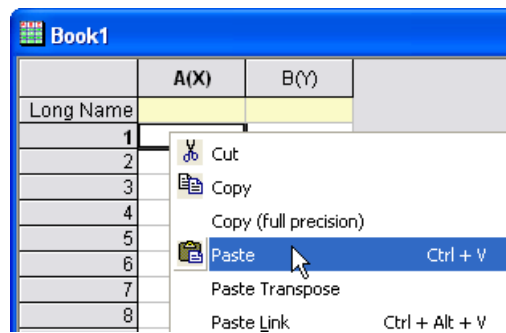 Book1
A(X) B(Y)
Long Name
1
2 Cut
3 Copy
4 Copy (full precision)
5
6 Paste Ctrl + V
7 Paste Transpose
8 Paste Link Ctrl + Alt + V